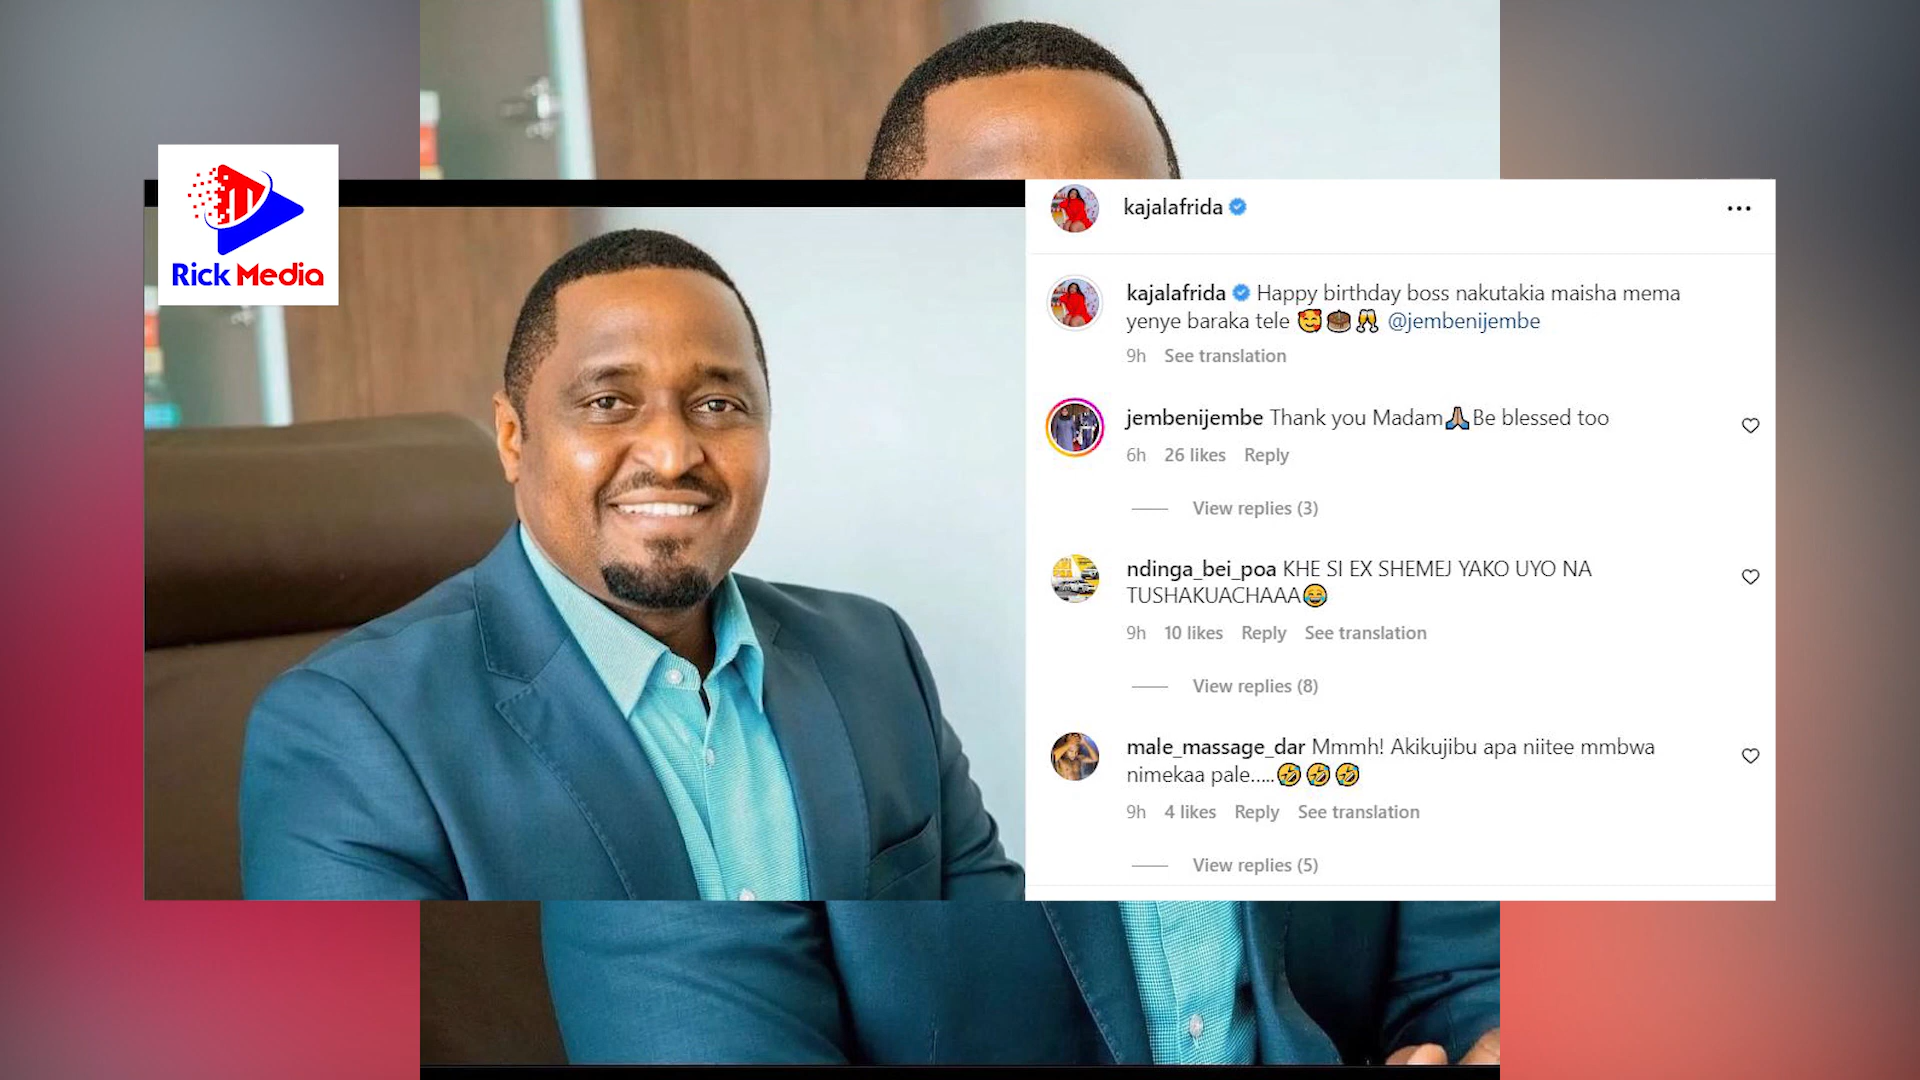 Rick Media
kajalafrida
kajalafrida Happy birthday boss nakutakia maisha mema
yenye baraka tele 🥰🎂🥂 @jembenijembe
9h See translation
jembenijembe Thank you Madam🙏🏽Be blessed too
6h 26 likes Reply
View replies (3)
ndinga_bei_poa KHE SI EX SHEMEJ YAKO UYO NA
TUSHAKUACHAAA😂
9h 10 likes Reply See translation
View replies (8)
male_massage_dar Mmmh! Akikujibu apa niitee mmbwa
nimekaa pale.....🤣🤣🤣
9h 4 likes Reply See translation
View replies (5)